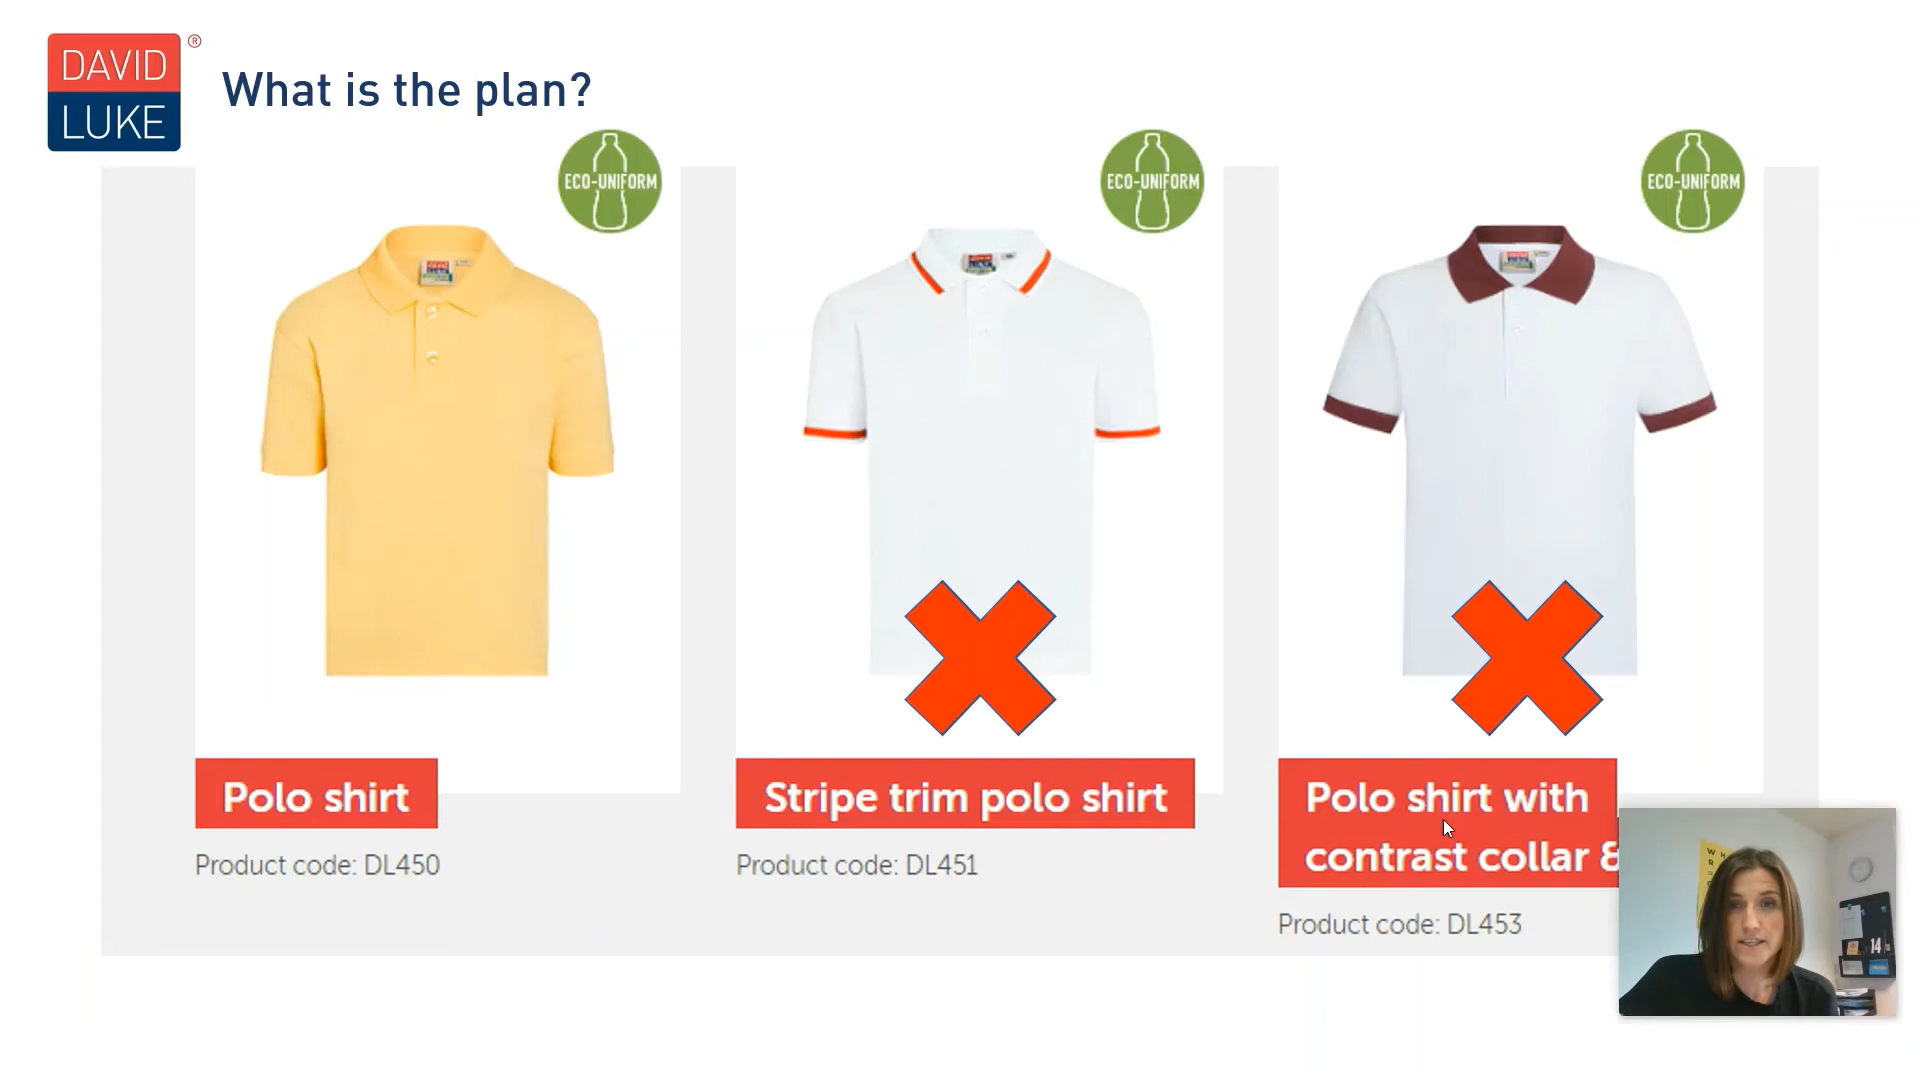 DAVID
LUKE
®
What is the plan?
ECO-UNIFORM
ECO-UNIFORM
ECO-UNIFORM
Polo shirt
Product code: DL450
Stripe trim polo shirt
Product code: DL451
Polo shirt with
contrast collar &
Product code: DL453
14